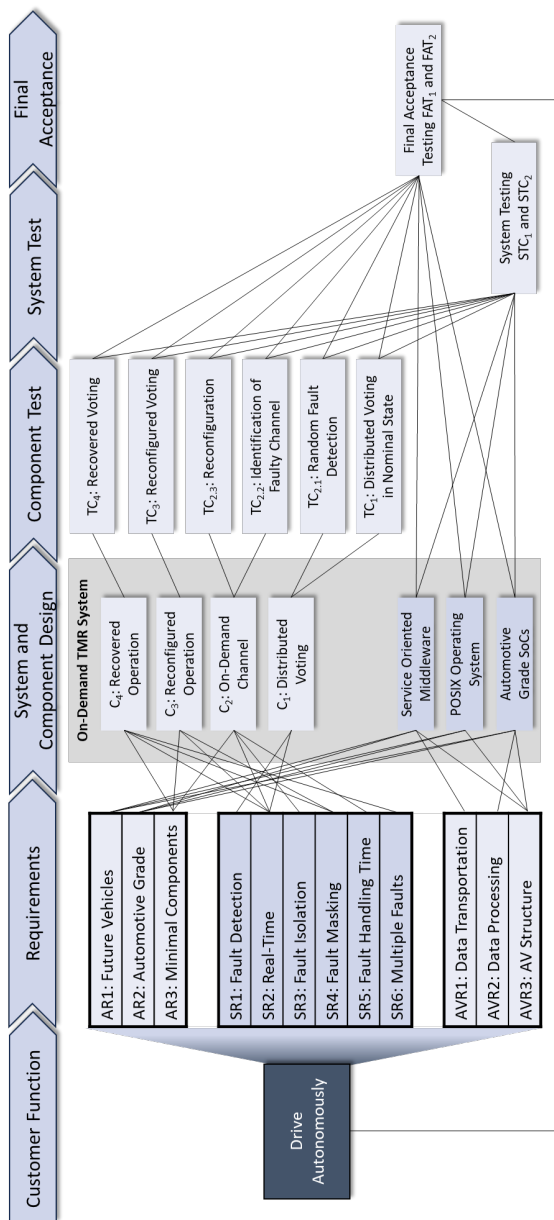 Customer Function
Requirements
System and
Component Design
Component Test
System Test
Final
Acceptance
Drive
Autonomously
AR1: Future Vehicles
AR2: Automotive Grade
AR3: Minimal Components
SR1: Fault Detection
SR2: Real-Time
SR3: Fault Isolation
SR4: Fault Masking
SR5: Fault Handling Time
SR6: Multiple Faults
AVR1: Data Transportation
AVR2: Data Processing
AVR3: AV Structure
On-Demand TMR System
C₄: Recovered
Operation
C₃: Reconfigured
Operation
C₂: On-Demand
Channel
C₁: Distributed
Voting
Service Oriented
Middleware
POSIX Operating
System
Automotive
Grade SoCs
TC₄: Recovered Voting
TC₃: Reconfigured Voting
TC₂.₃: Reconfiguration
TC₂.₂: Identification of
Faulty Channel
TC₂.₁: Random Fault
Detection
TC₁: Distributed Voting
in Nominal State
System Testing
STC₁ and STC₂
Final Acceptance
Testing FAT₁ and FAT₂